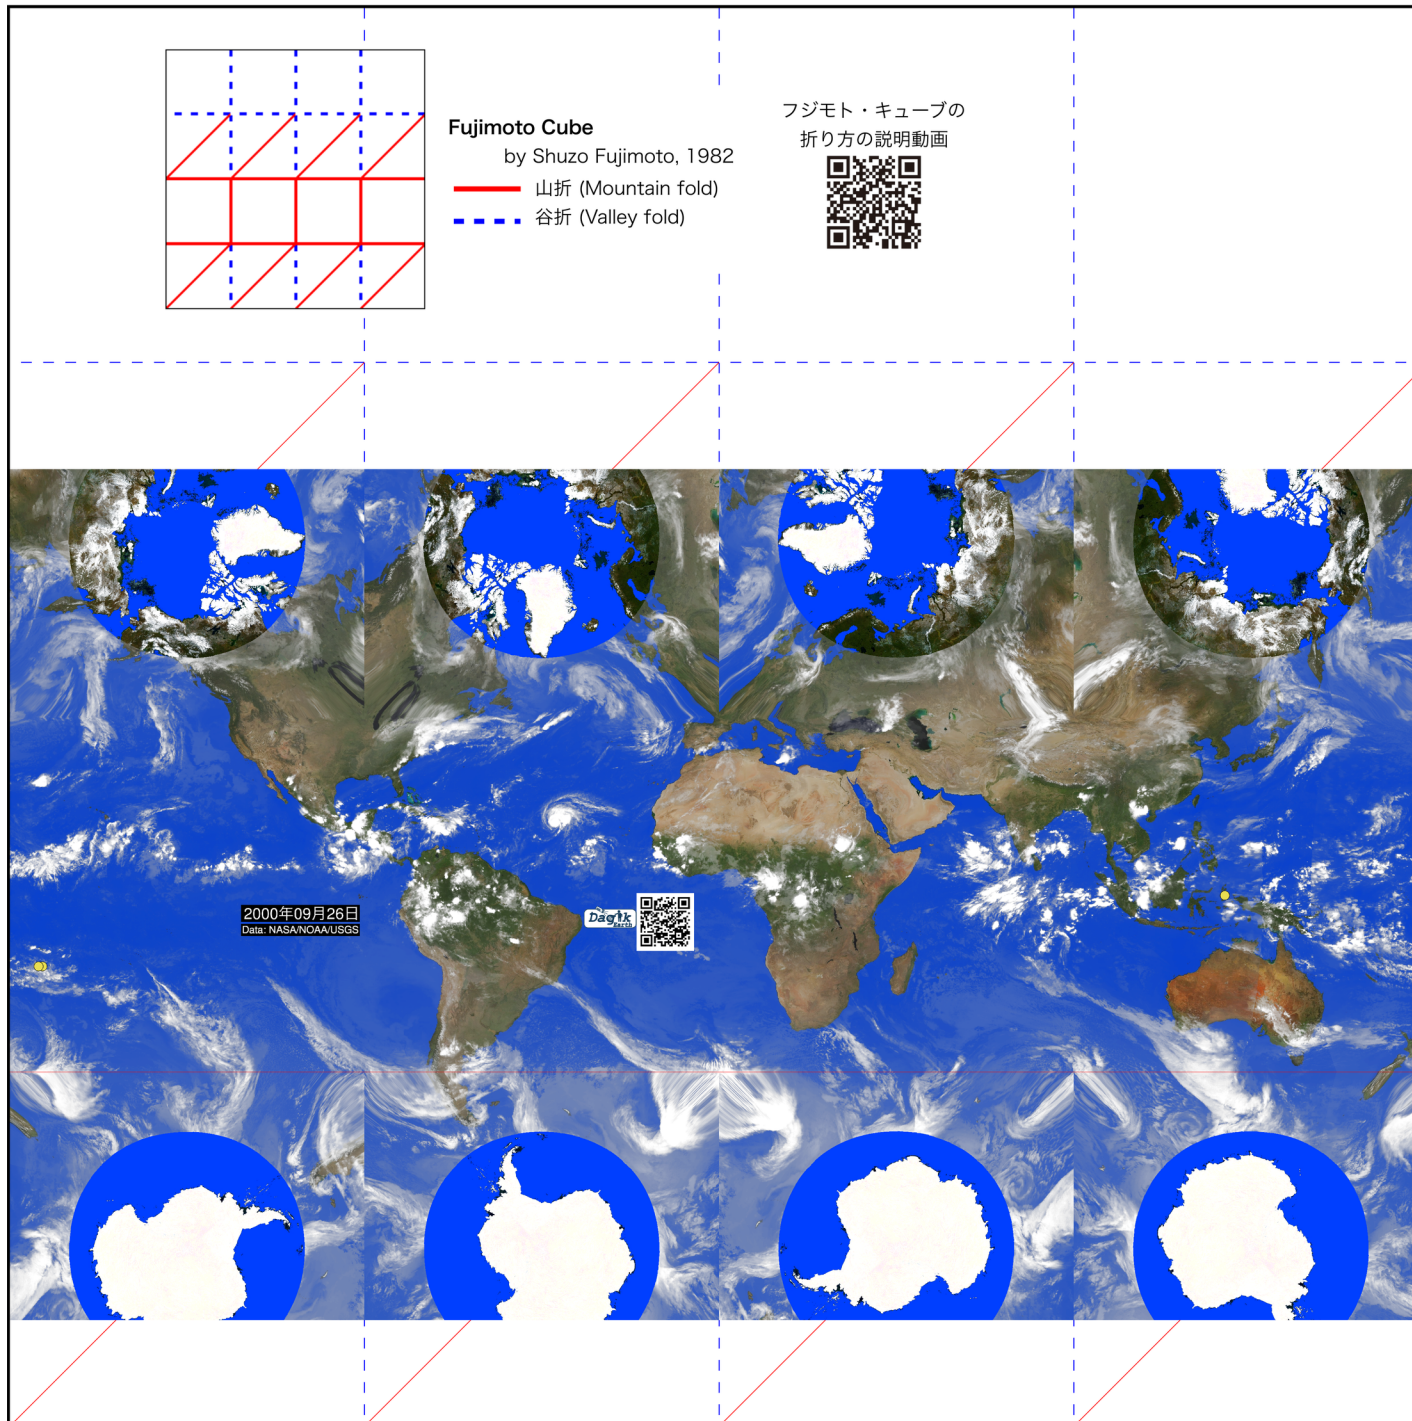 Fujimoto Cube
by Shuzo Fujimoto, 1982
山折 (Mountain fold)
谷折 (Valley fold)
フジモト・キューブの
折り方の説明動画
2000年09月26日
Data: NASA/NOAA/USGS
Dagik
Earth